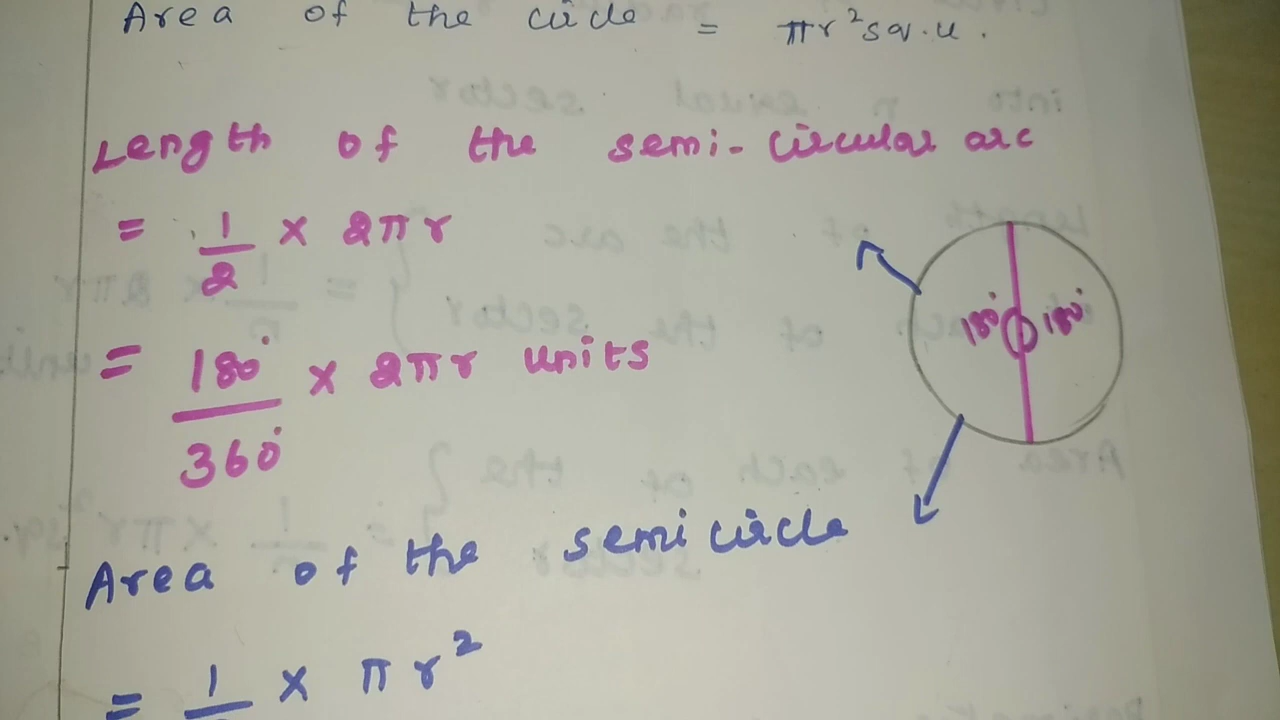 Area of the circle = πr² sq.u.
Length of the semi-circular arc
= 1/2 × 2πr
= 180°/360° × 2πr units
180° 180°
Area of the semicircle
= 1/ × πr²